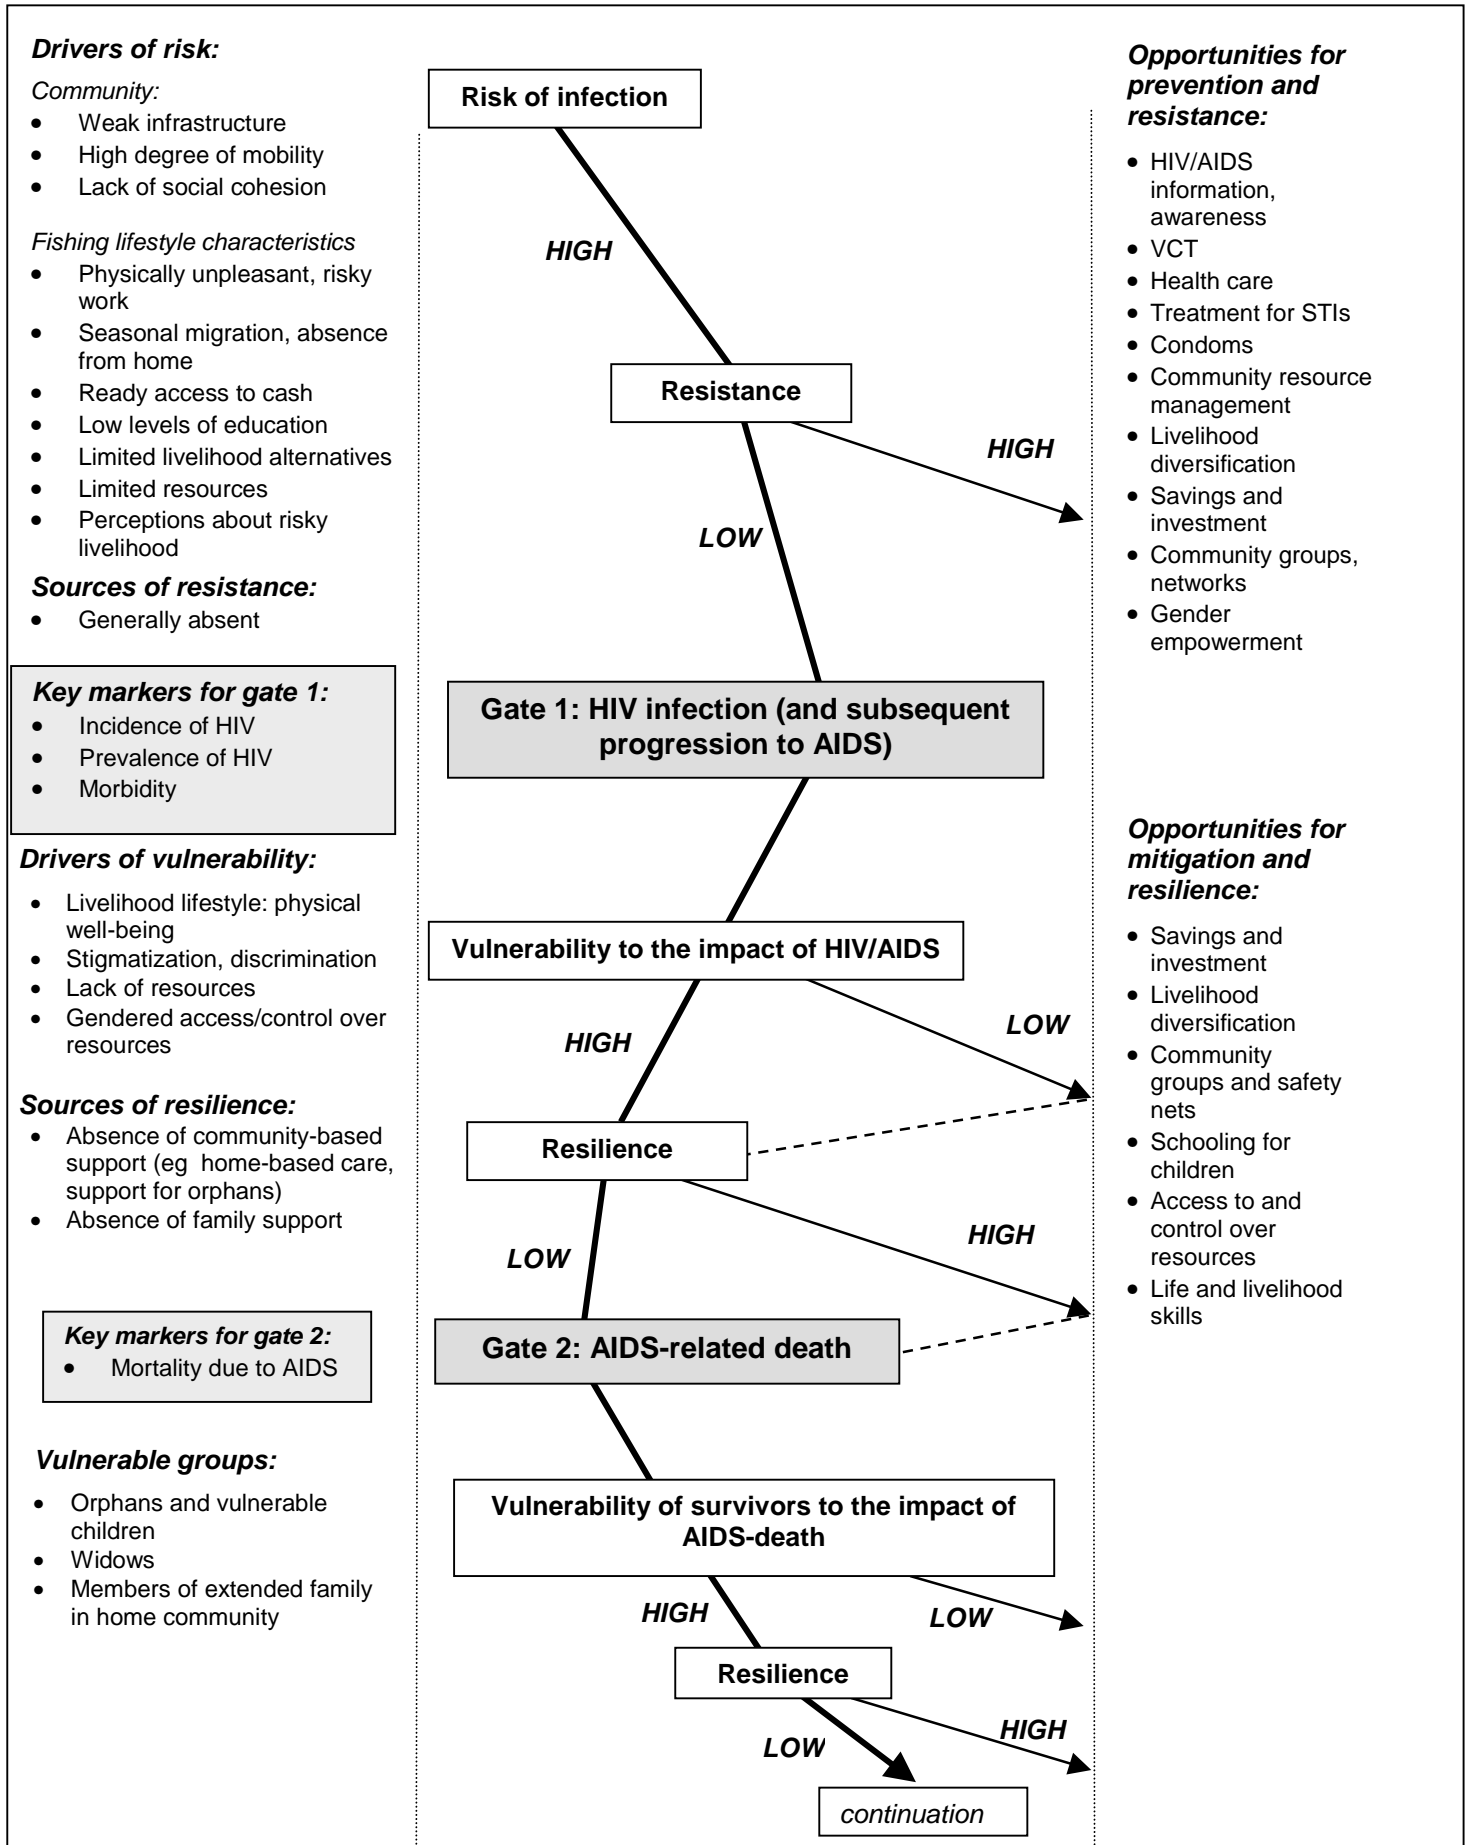 Drivers of risk:
Community:
• Weak infrastructure
• High degree of mobility
• Lack of social cohesion
Fishing lifestyle characteristics
• Physically unpleasant, risky
work
• Seasonal migration, absence
from home
• Ready access to cash
• Low levels of education
• Limited livelihood alternatives
• Limited resources
• Perceptions about risky
livelihood
Sources of resistance:
• Generally absent
Key markers for gate 1:
• Incidence of HIV
• Prevalence of HIV
• Morbidity
Drivers of vulnerability:
• Livelihood lifestyle: physical
well-being
• Stigmatization, discrimination
• Lack of resources
• Gendered access/control over
resources
Sources of resilience:
• Absence of community-based
support (eg home-based care,
support for orphans)
• Absence of family support
Key markers for gate 2:
• Mortality due to AIDS
Vulnerable groups:
• Orphans and vulnerable
children
• Widows
• Members of extended family
in home community
Risk of infection
HIGH
Resistance
HIGH
LOW
Gate 1: HIV infection (and subsequent
progression to AIDS)
Vulnerability to the impact of HIV/AIDS
LOW
HIGH
Resilience
HIGH
LOW
Gate 2: AIDS-related death
Vulnerability of survivors to the impact of
AIDS-death
HIGH
LOW
Resilience
HIGH
LOW
continuation
Opportunities for
prevention and
resistance:
• HIV/AIDS
information,
awareness
• VCT
• Health care
• Treatment for STIs
• Condoms
• Community resource
management
• Livelihood
diversification
• Savings and
investment
• Community groups,
networks
• Gender
empowerment
Opportunities for
mitigation and
resilience:
• Savings and
investment
• Livelihood
diversification
• Community
groups and safety
nets
• Schooling for
children
• Access to and
control over
resources
• Life and livelihood
skills